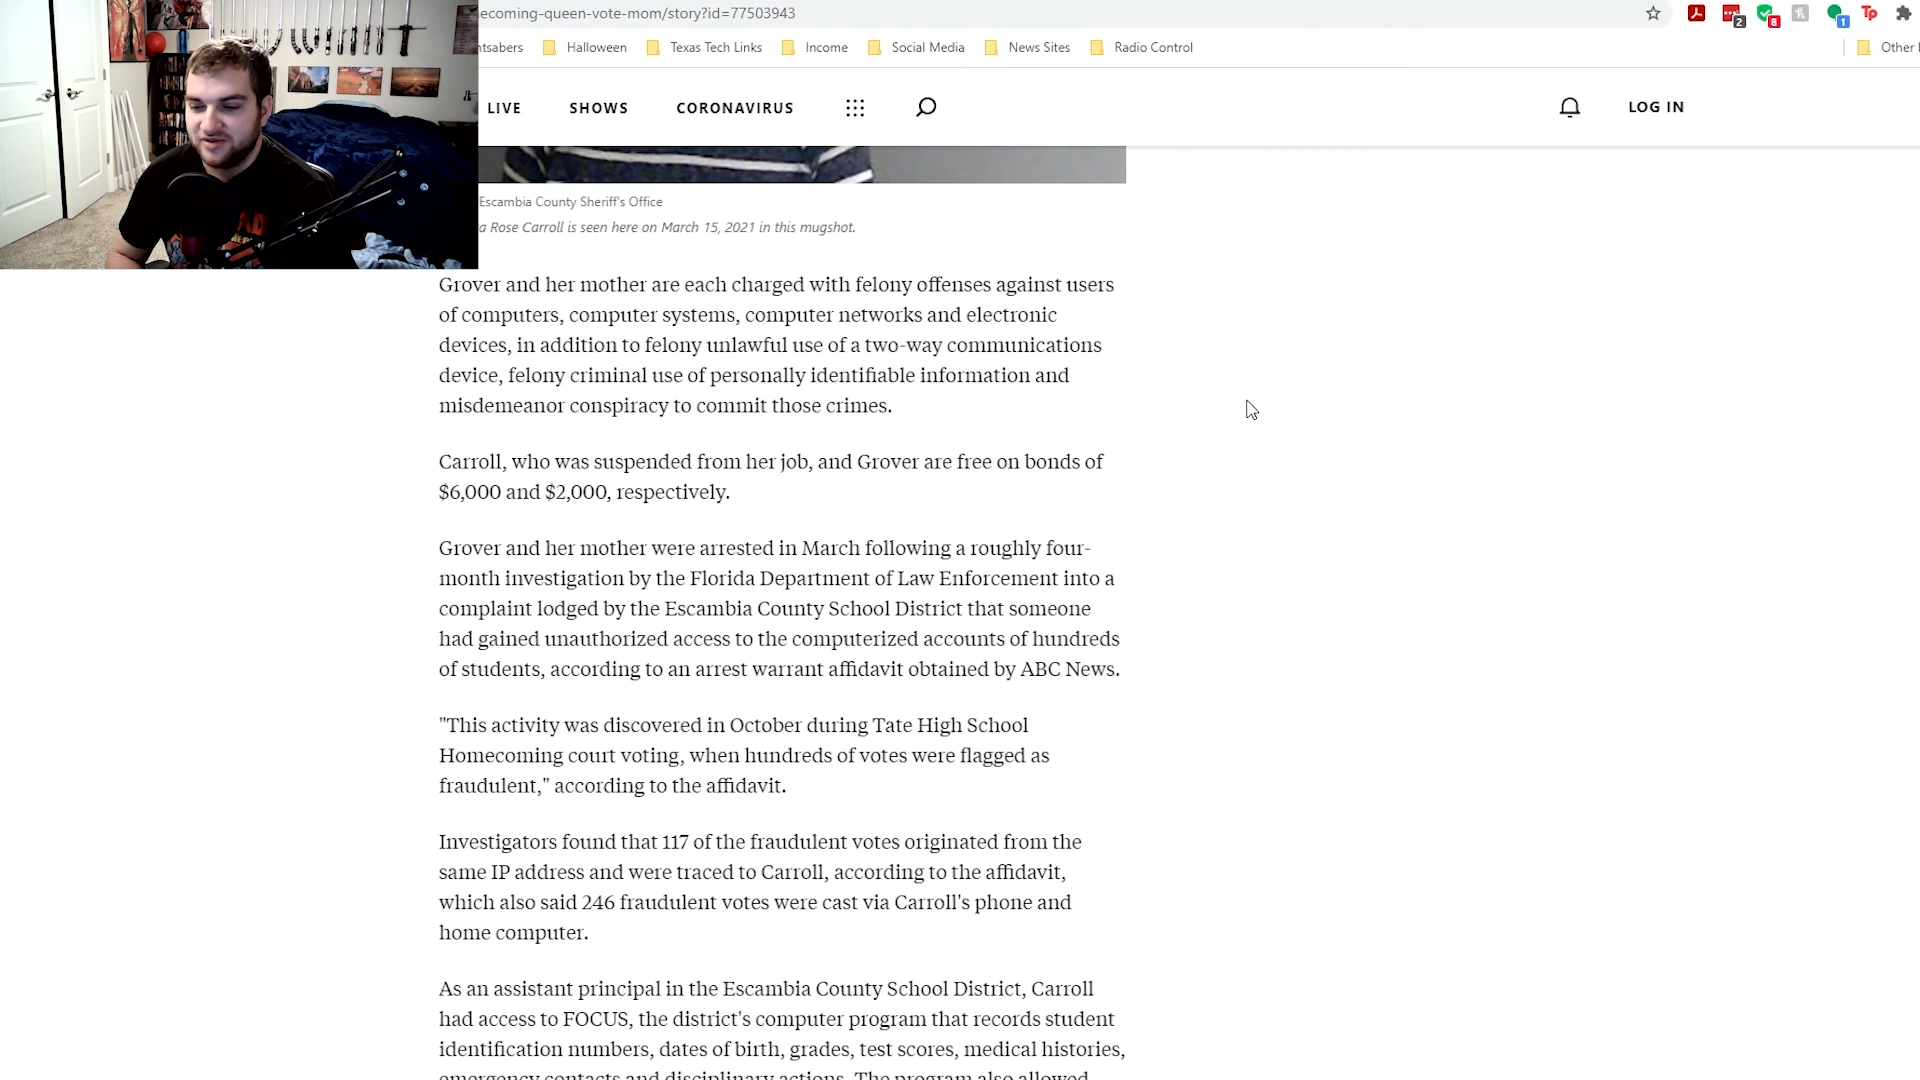 ecoming-queen-vote-mom/story?id=77503943
ntsabers Halloween Texas Tech Links Income Social Media News Sites Radio Control Other
LIVE SHOWS CORONAVIRUS LOG IN
Escambia County Sheriff's Office
a Rose Carroll is seen here on March 15, 2021 in this mugshot.
Grover and her mother are each charged with felony offenses against users
of computers, computer systems, computer networks and electronic
devices, in addition to felony unlawful use of a two-way communications
device, felony criminal use of personally identifiable information and
misdemeanor conspiracy to commit those crimes.
Carroll, who was suspended from her job, and Grover are free on bonds of
$6,000 and $2,000, respectively.
Grover and her mother were arrested in March following a roughly four-
month investigation by the Florida Department of Law Enforcement into a
complaint lodged by the Escambia County School District that someone
had gained unauthorized access to the computerized accounts of hundreds
of students, according to an arrest warrant affidavit obtained by ABC News.
"This activity was discovered in October during Tate High School
Homecoming court voting, when hundreds of votes were flagged as
fraudulent," according to the affidavit.
Investigators found that 117 of the fraudulent votes originated from the
same IP address and were traced to Carroll, according to the affidavit,
which also said 246 fraudulent votes were cast via Carroll's phone and
home computer.
As an assistant principal in the Escambia County School District, Carroll
had access to FOCUS, the district's computer program that records student
identification numbers, dates of birth, grades, test scores, medical histories,
emergency contacts and disciplinary actions. The program also allowed